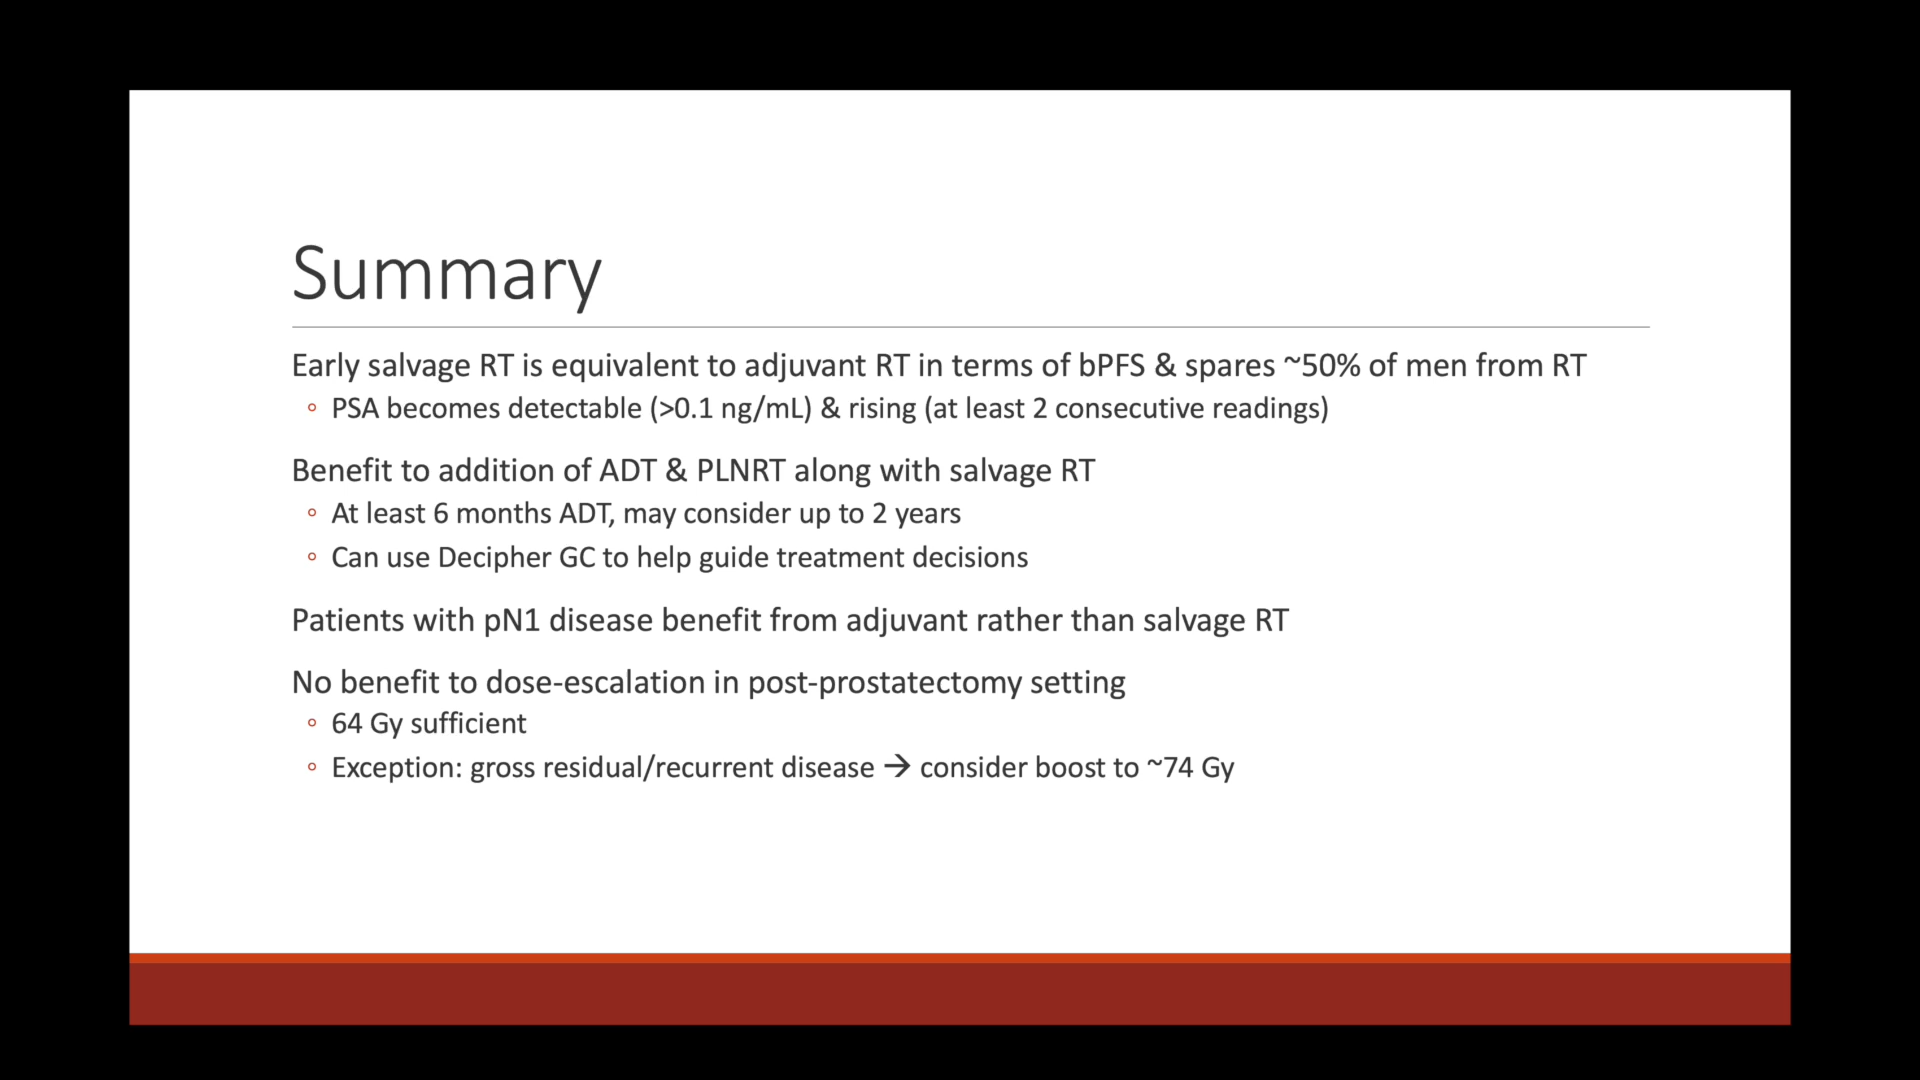 Summary
Early salvage RT is equivalent to adjuvant RT in terms of bPFS & spares ~50% of men from RT
◦ PSA becomes detectable (>0.1 ng/mL) & rising (at least 2 consecutive readings)
Benefit to addition of ADT & PLNRT along with salvage RT
◦ At least 6 months ADT, may consider up to 2 years
◦ Can use Decipher GC to help guide treatment decisions
Patients with pN1 disease benefit from adjuvant rather than salvage RT
No benefit to dose-escalation in post-prostatectomy setting
◦ 64 Gy sufficient
◦ Exception: gross residual/recurrent disease → consider boost to ~74 Gy